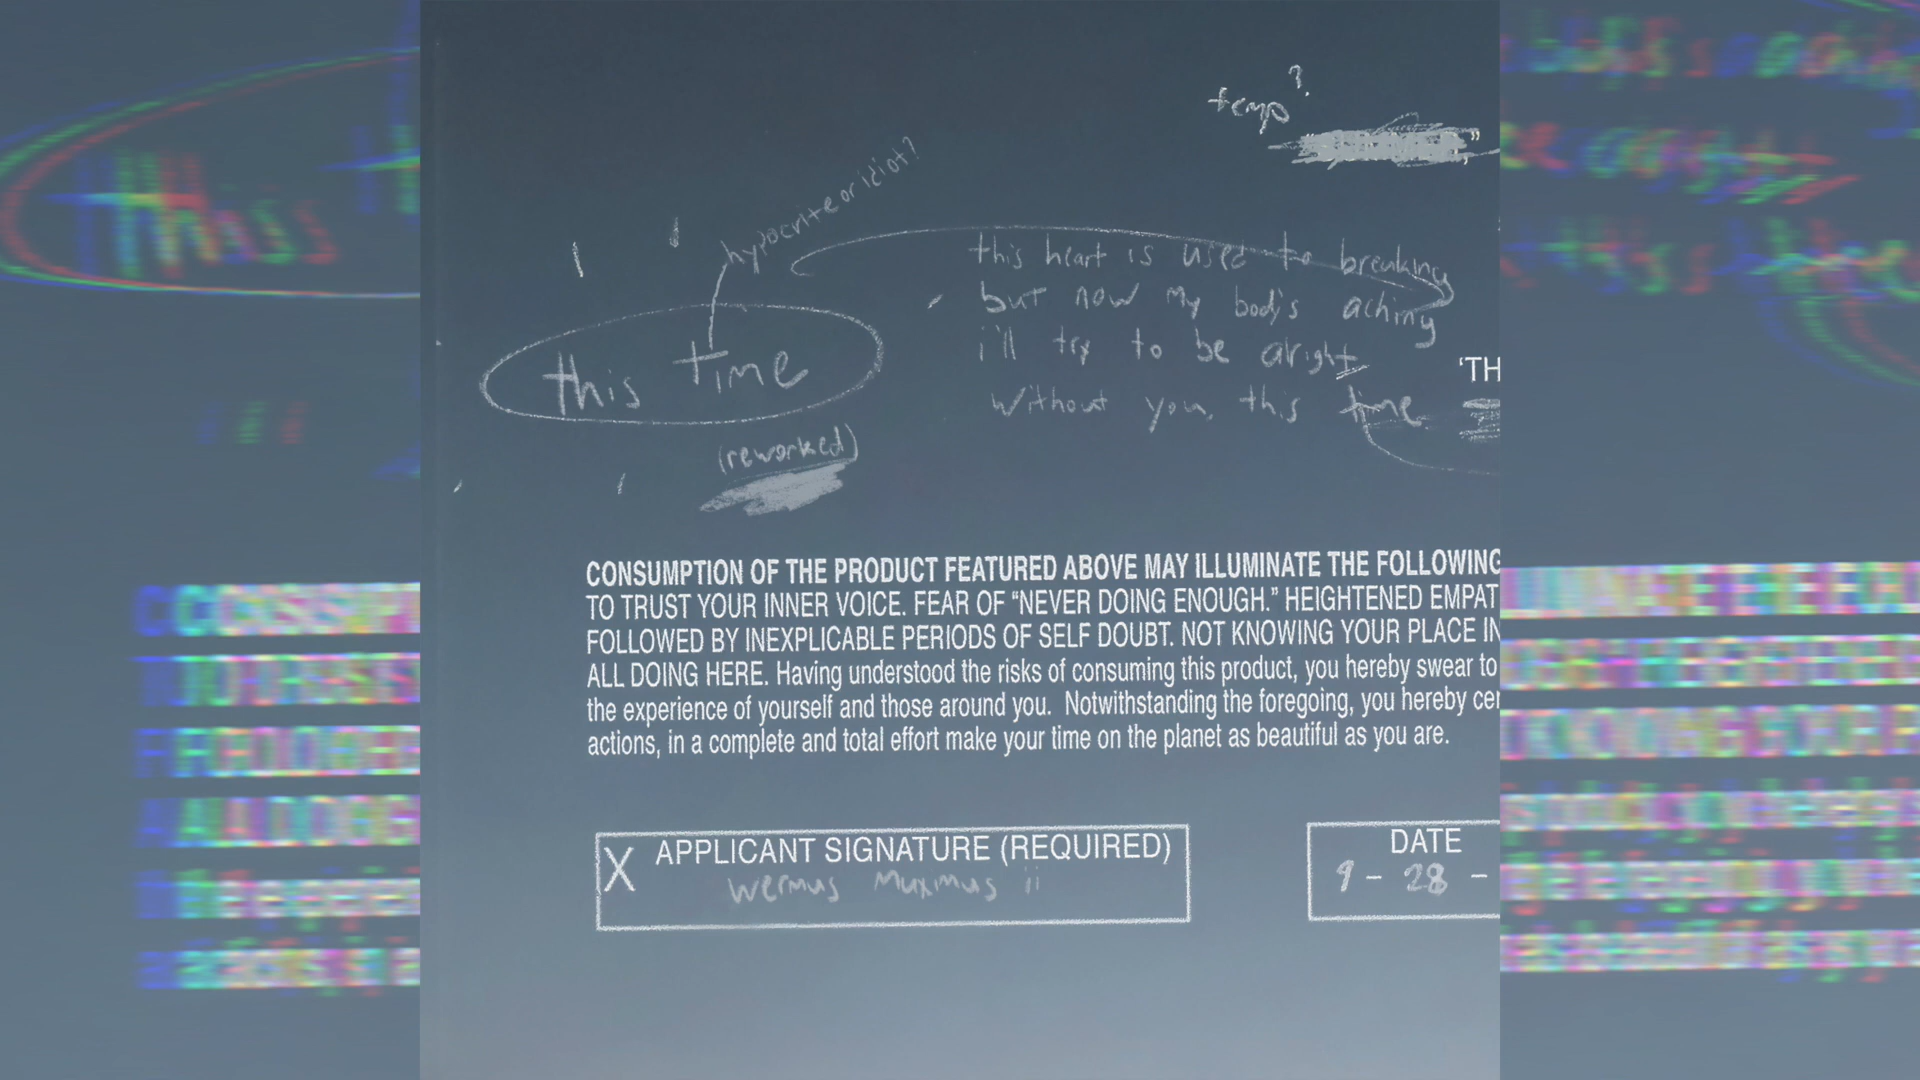 temp?
hypocrite or idiot?
this time
(reworked)
this heart is used to breaking
but now my body's aching
i'll try to be alright
without you, this time
'TH
CONSUMPTION OF THE PRODUCT FEATURED ABOVE MAY ILLUMINATE THE FOLLOWING
TO TRUST YOUR INNER VOICE. FEAR OF “NEVER DOING ENOUGH.” HEIGHTENED EMPAT
FOLLOWED BY INEXPLICABLE PERIODS OF SELF DOUBT. NOT KNOWING YOUR PLACE IN
ALL DOING HERE. Having understood the risks of consuming this product, you hereby swear to
the experience of yourself and those around you. Notwithstanding the foregoing, you hereby cer
actions, in a complete and total effort make your time on the planet as beautiful as you are.
X APPLICANT SIGNATURE (REQUIRED)
wermus Muximus ii
DATE
9 - 28 -